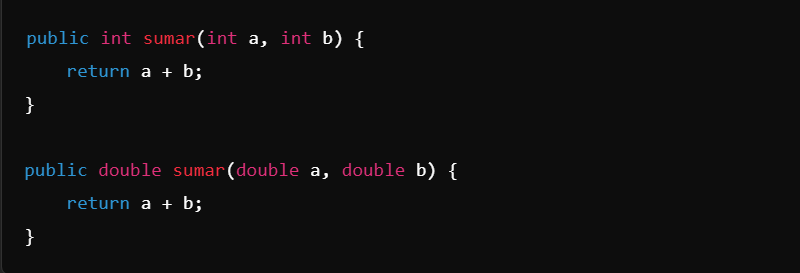 public int sumar(int a, int b) {
    return a + b;
}

public double sumar(double a, double b) {
    return a + b;
}